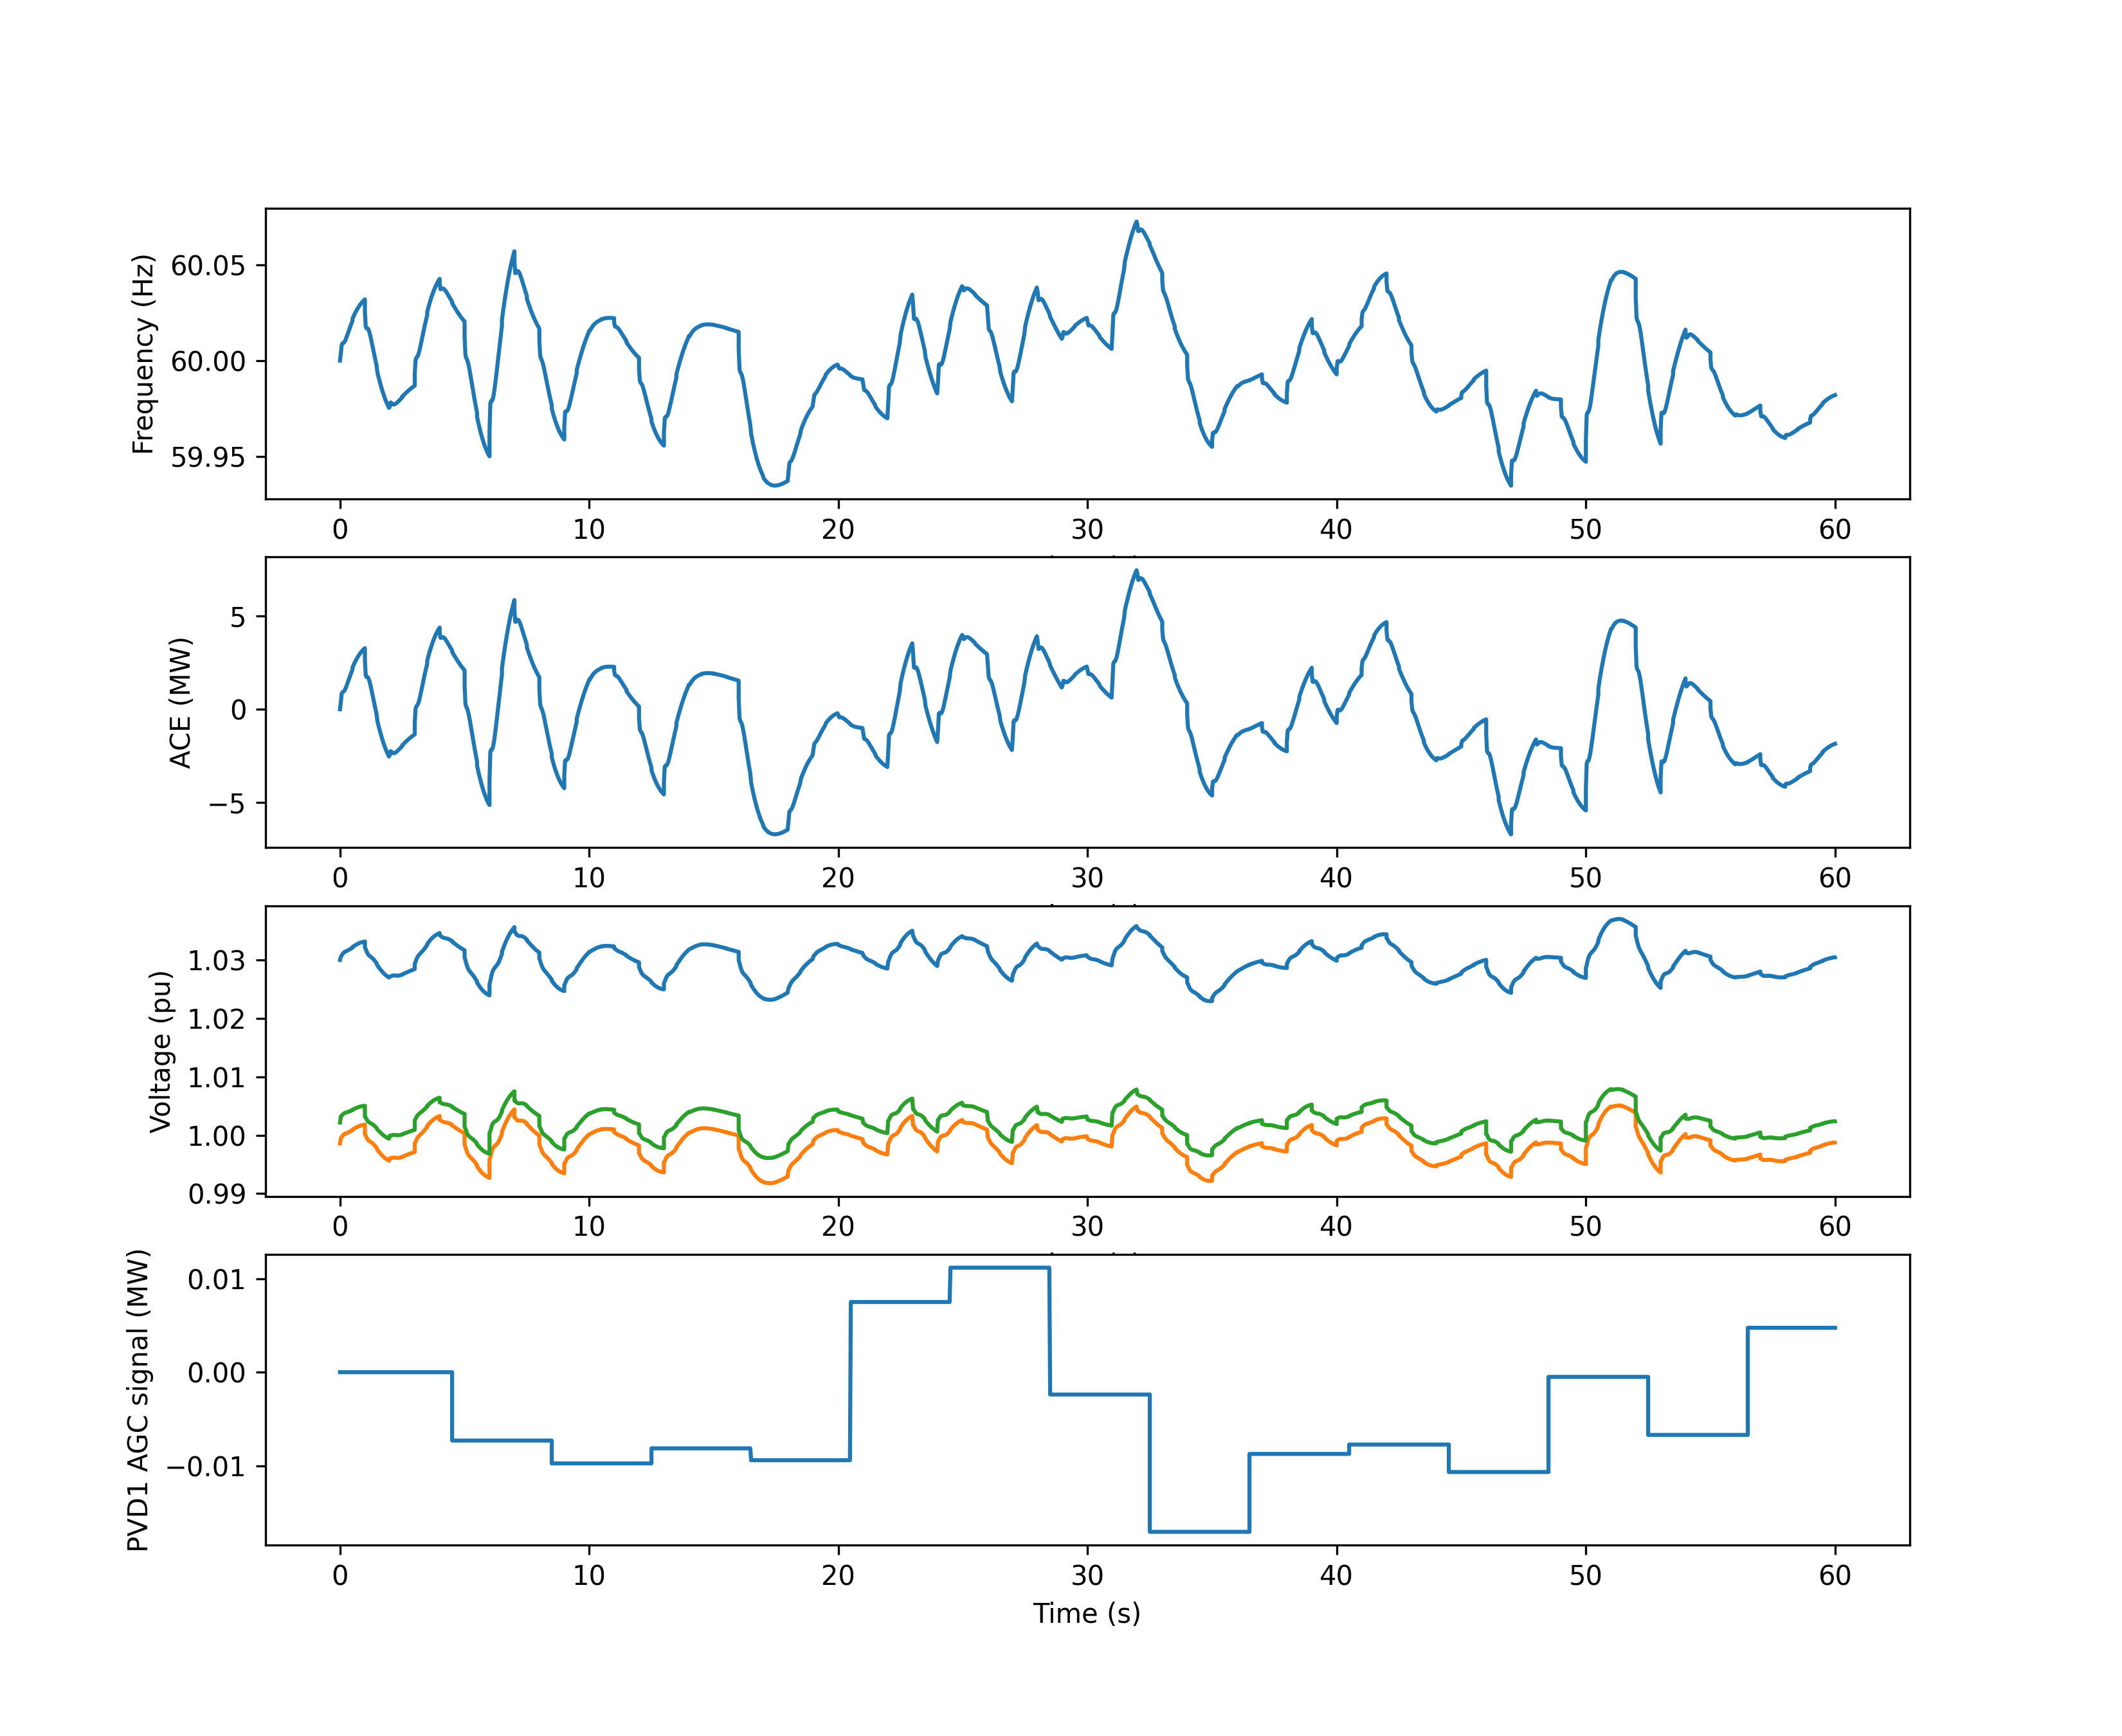 Frequency (Hz)
60.05
60.00
59.95
0 10 20 30 40 50 60
ACE (MW)
5
0
−5
0 10 20 30 40 50 60
Voltage (pu)
1.03
1.02
1.01
1.00
0.99
0 10 20 30 40 50 60
PVD1 AGC signal (MW)
0.01
0.00
−0.01
0 10 20 30 40 50 60
Time (s)